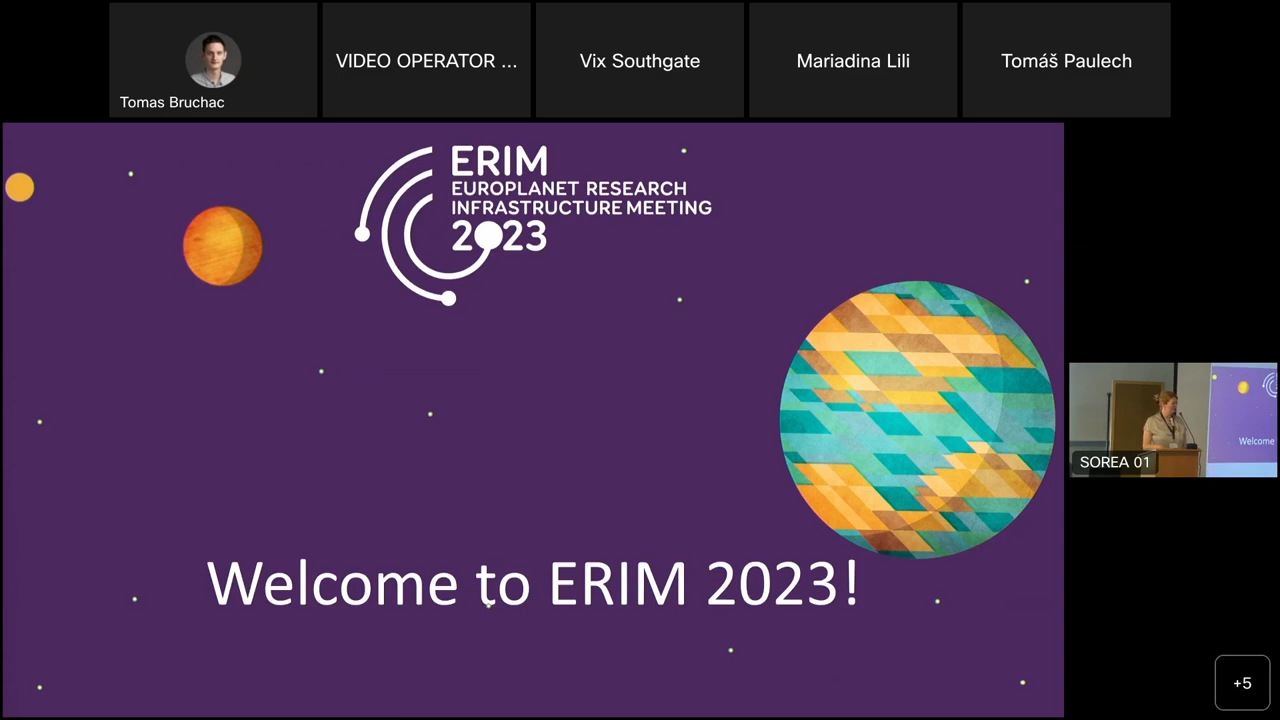 VIDEO OPERATOR ...
Vix Southgate
Mariadina Lili
Tomáš Paulech
Tomas Bruchac
ERIM
EUROPLANET RESEARCH
INFRASTRUCTURE MEETING
2023
Welcome to ERIM 2023!
Welcome
SOREA 01
+5